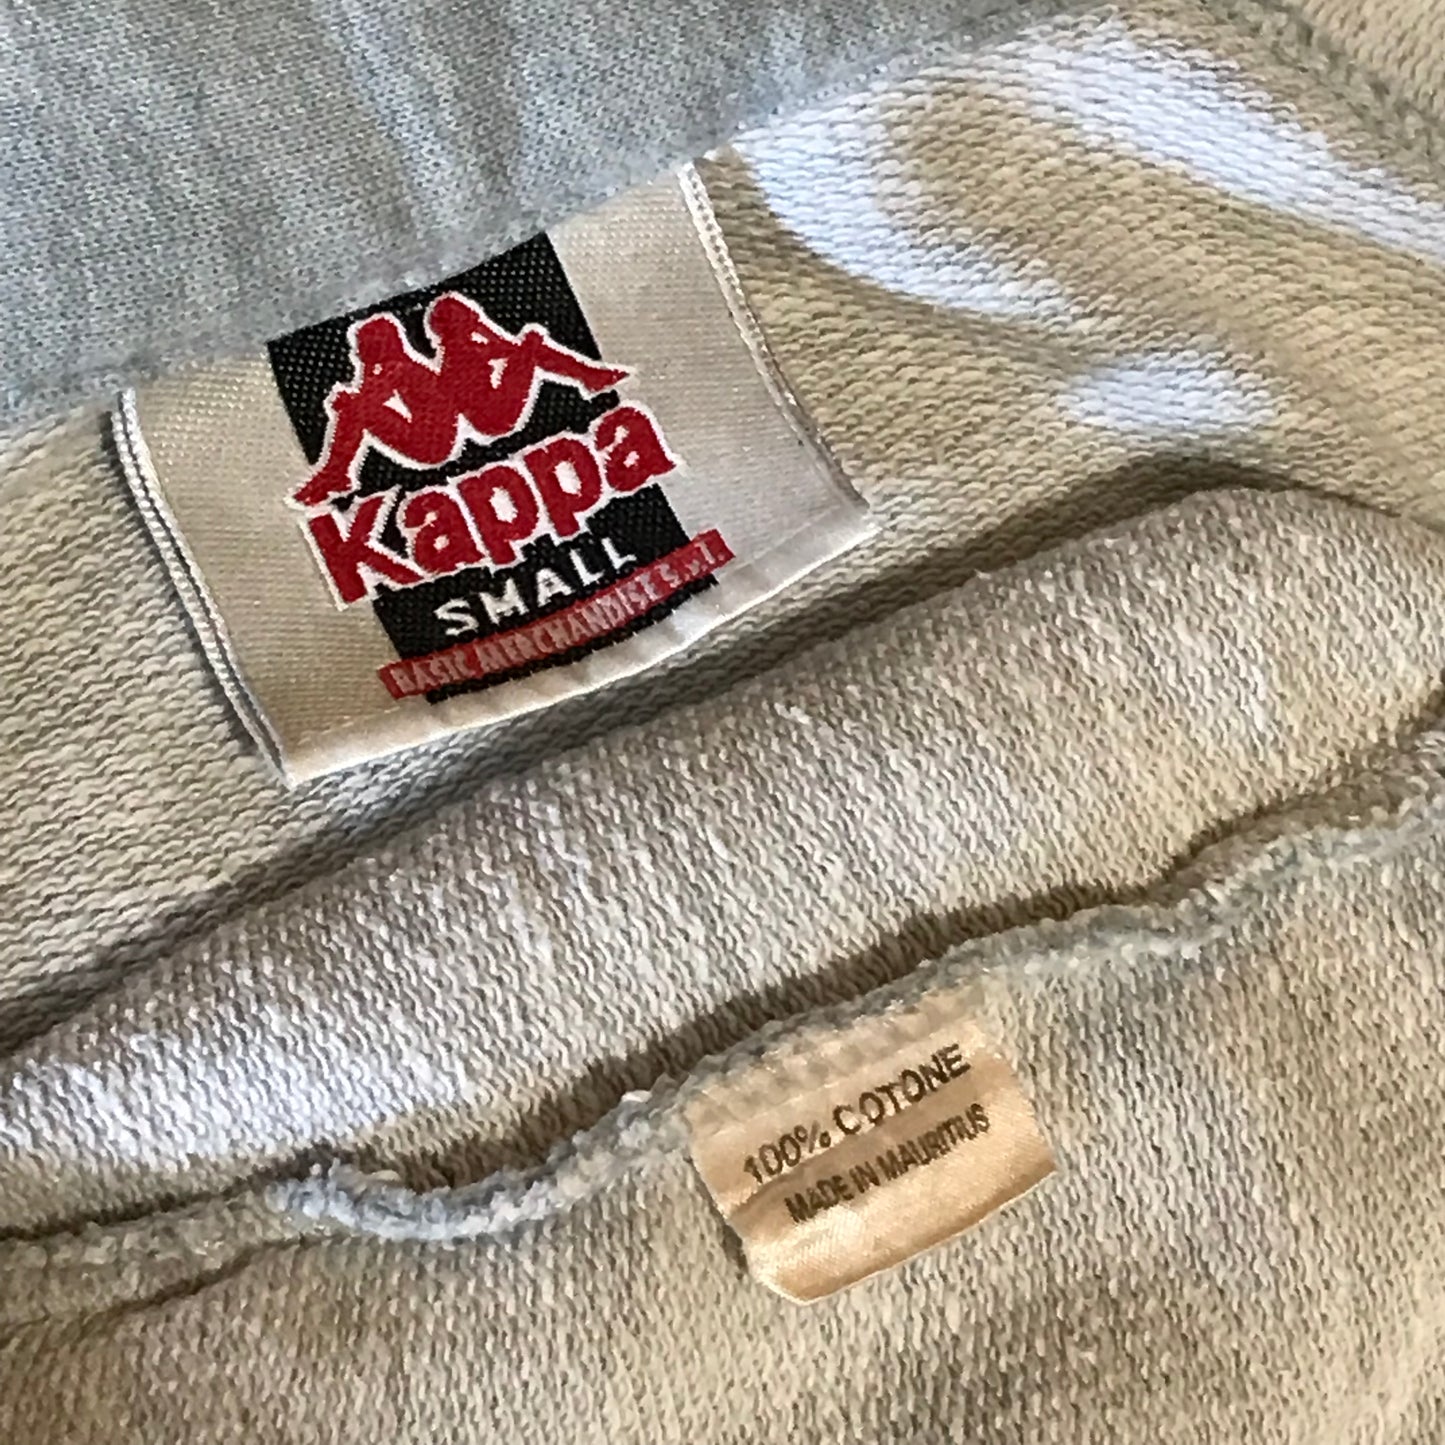 Kappa
SMALL
BASIC MERCHANDISE S.r.l.
100% COTONE
MADE IN MAURITIUS